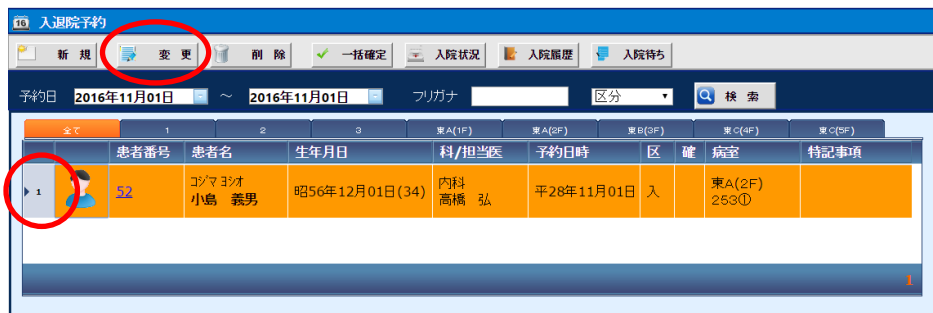 16 入退院予約
新 規 変 更 削 除 一括確定 入院状況 入院履歴 入院待ち
予約日 2016年11月01日 ～ 2016年11月01日 フリガナ 区分 検 索
全て 1 2 3 東A(1F) 東A(2F) 東B(3F) 東C(4F) 東C(5F)
患者番号 患者名 生年月日 科/担当医 予約日時 区 確 病室 特記事項
1 52 コジマ ヨシオ 昭56年12月01日(34) 内科 平28年11月01日 入 東A(2F)
小島 義男 高橋 弘 253①
1